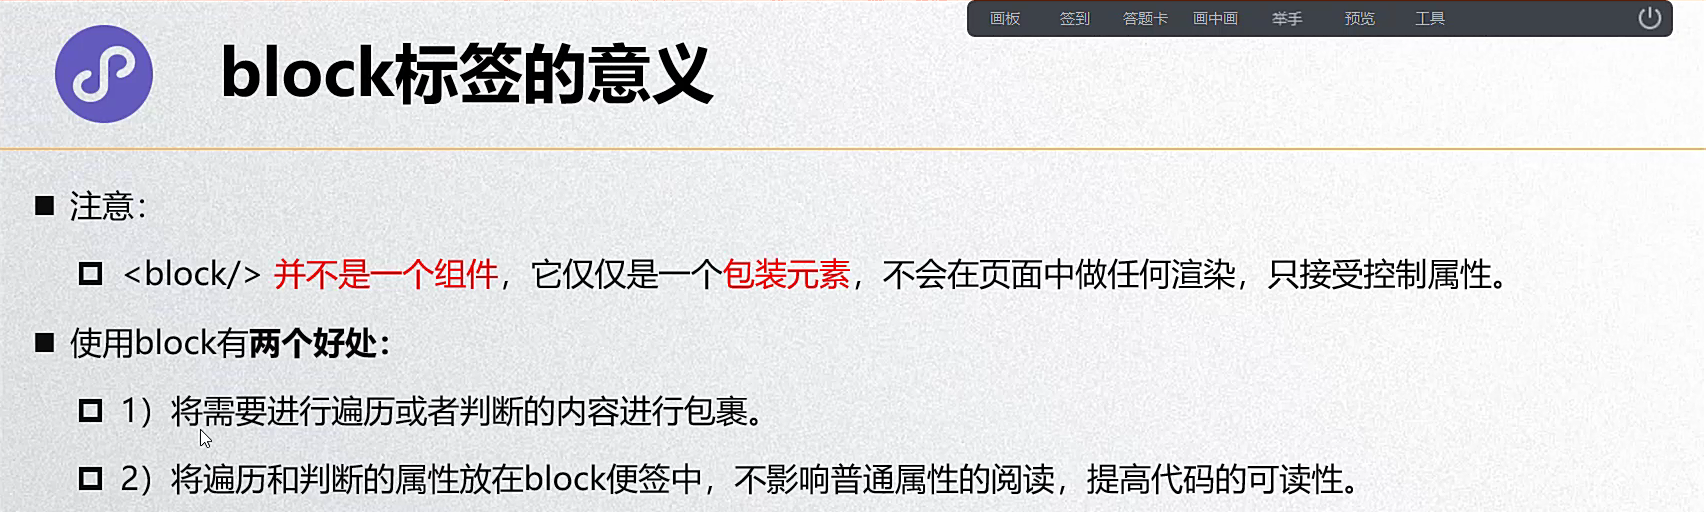 画板 签到 答题卡 画中画 举手 预览 工具
block标签的意义
注意：
<block/> 并不是一个组件，它仅仅是一个包装元素，不会在页面中做任何渲染，只接受控制属性。
使用block有两个好处：
1）将需要进行遍历或者判断的内容进行包裹。
2）将遍历和判断的属性放在block便签中，不影响普通属性的阅读，提高代码的可读性。